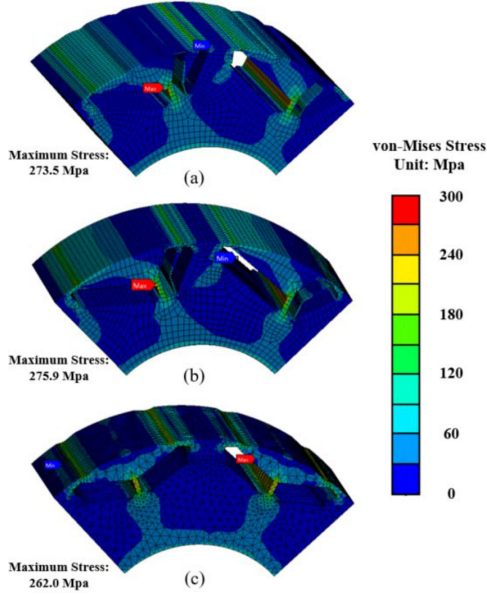 Min
Max
Maximum Stress:
273.5 Mpa
(a)
von-Mises Stress
Unit: Mpa
300
240
180
120
60
0
Min
Max
Maximum Stress:
275.9 Mpa
(b)
Min
Max
Maximum Stress:
262.0 Mpa
(c)